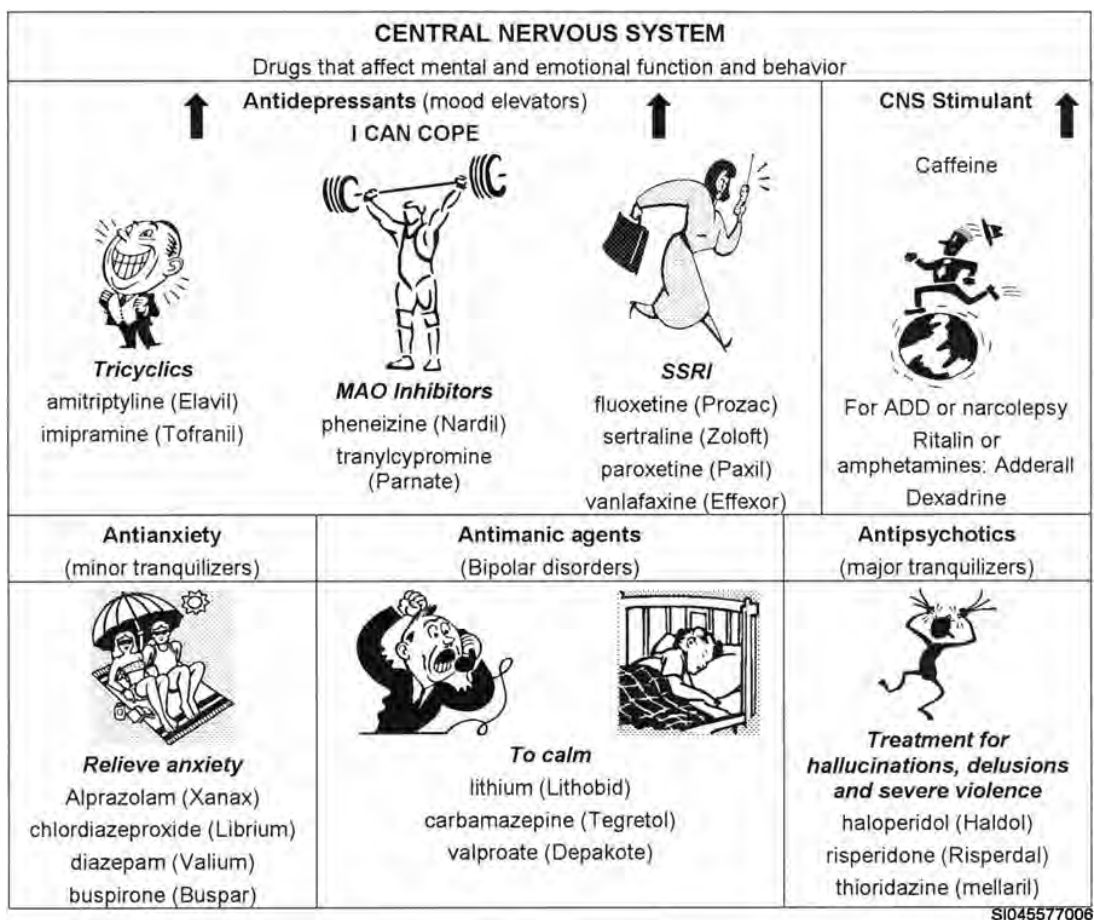 CENTRAL NERVOUS SYSTEM
Drugs that affect mental and emotional function and behavior
Antidepressants (mood elevators)
I CAN COPE
Tricyclics
amitriptyline (Elavil)
imipramine (Tofranil)
MAO Inhibitors
pheneizine (Nardil)
tranylcypromine
(Parnate)
SSRI
fluoxetine (Prozac)
sertraline (Zoloft)
paroxetine (Paxil)
vanlafaxine (Effexor)
CNS Stimulant
Caffeine
For ADD or narcolepsy
Ritalin or
amphetamines: Adderall
Dexadrine
Antianxiety
(minor tranquilizers)
Relieve anxiety
Alprazolam (Xanax)
chlordiazeproxide (Librium)
diazepam (Valium)
buspirone (Buspar)
Antimanic agents
(Bipolar disorders)
To calm
lithium (Lithobid)
carbamazepine (Tegretol)
valproate (Depakote)
Antipsychotics
(major tranquilizers)
Treatment for
hallucinations, delusions
and severe violence
haloperidol (Haldol)
risperidone (Risperdal)
thioridazine (mellaril)
SI045577006